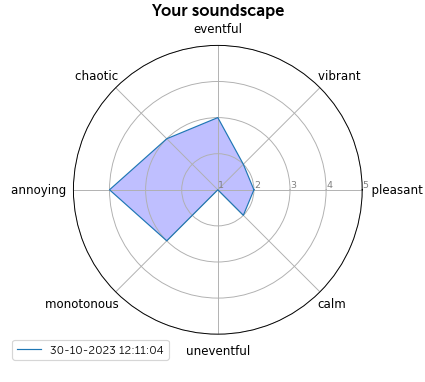 Your soundscape
eventful
chaotic
vibrant
annoying
1
2
3
4
5
pleasant
monotonous
calm
30-10-2023 12:11:04
uneventful